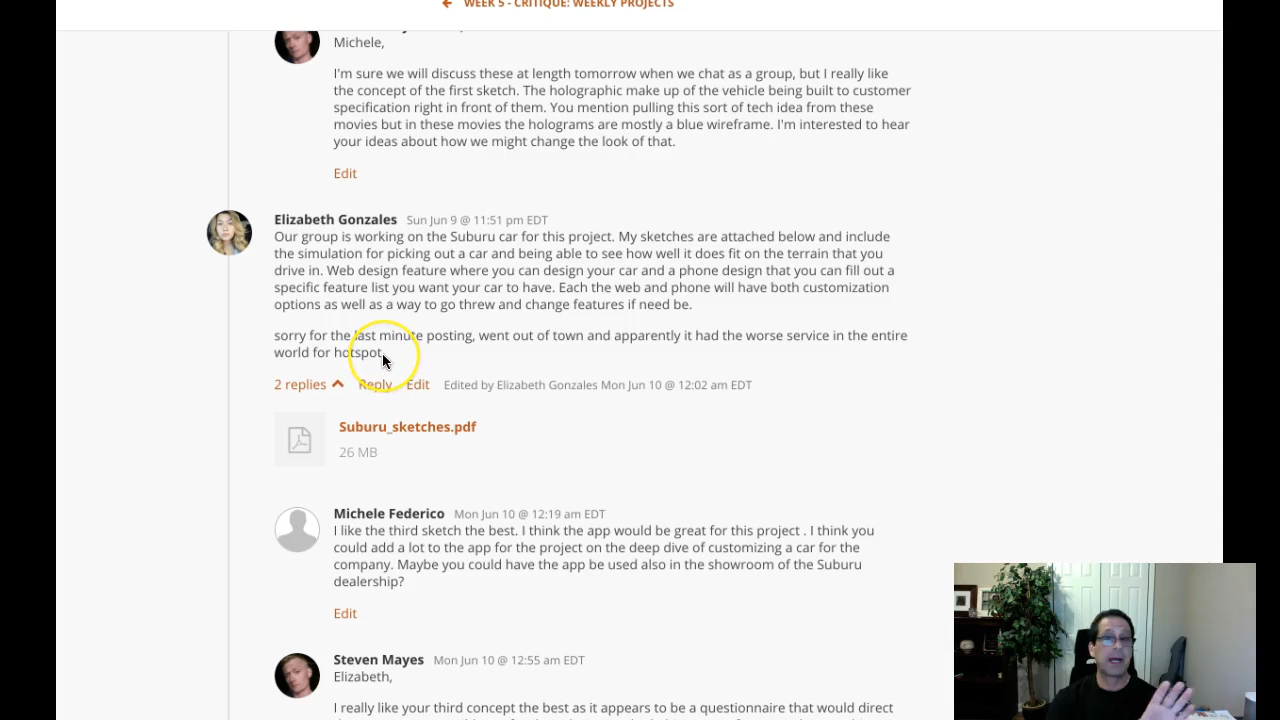 WEEK 5 - CRITIQUE: WEEKLY PROJECTS
Michele,
I'm sure we will discuss these at length tomorrow when we chat as a group, but I really like
the concept of the first sketch. The holographic make up of the vehicle being built to customer
specification right in front of them. You mention pulling this sort of tech idea from these
movies but in these movies the holograms are mostly a blue wireframe. I'm interested to hear
your ideas about how we might change the look of that.
Edit
Elizabeth Gonzales Sun Jun 9 @ 11:51 pm EDT
Our group is working on the Suburu car for this project. My sketches are attached below and include
the simulation for picking out a car and being able to see how well it does fit on the terrain that you
drive in. Web design feature where you can design your car and a phone design that you can fill out a
specific feature list you want your car to have. Each the web and phone will have both customization
options as well as a way to go threw and change features if need be.
sorry for the last minute posting, went out of town and apparently it had the worse service in the entire
world for hotspot.
2 replies Reply Edit Edited by Elizabeth Gonzales Mon Jun 10 @ 12:02 am EDT
Suburu_sketches.pdf
26 MB
Michele Federico Mon Jun 10 @ 12:19 am EDT
I like the third sketch the best. I think the app would be great for this project . I think you
could add a lot to the app for the project on the deep dive of customizing a car for the
company. Maybe you could have the app be used also in the showroom of the Suburu
dealership?
Edit
Steven Mayes Mon Jun 10 @ 12:55 am EDT
Elizabeth,
I really like your third concept the best as it appears to be a questionnaire that would direct